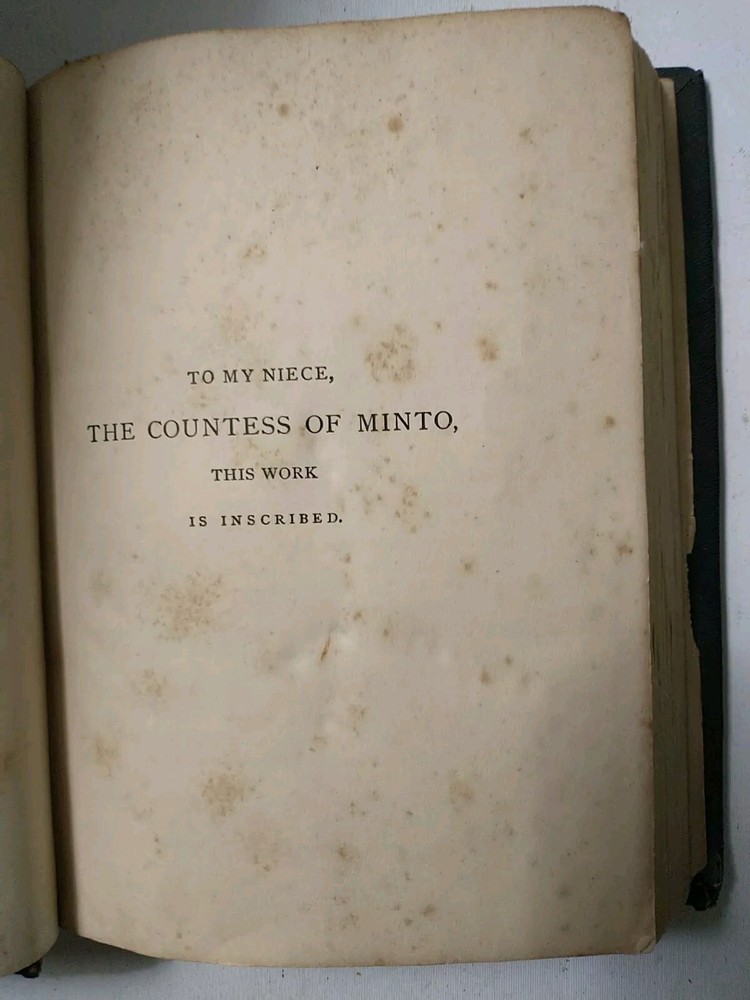 TO MY NIECE,
THE COUNTESS OF MINTO,
THIS WORK
IS INSCRIBED.